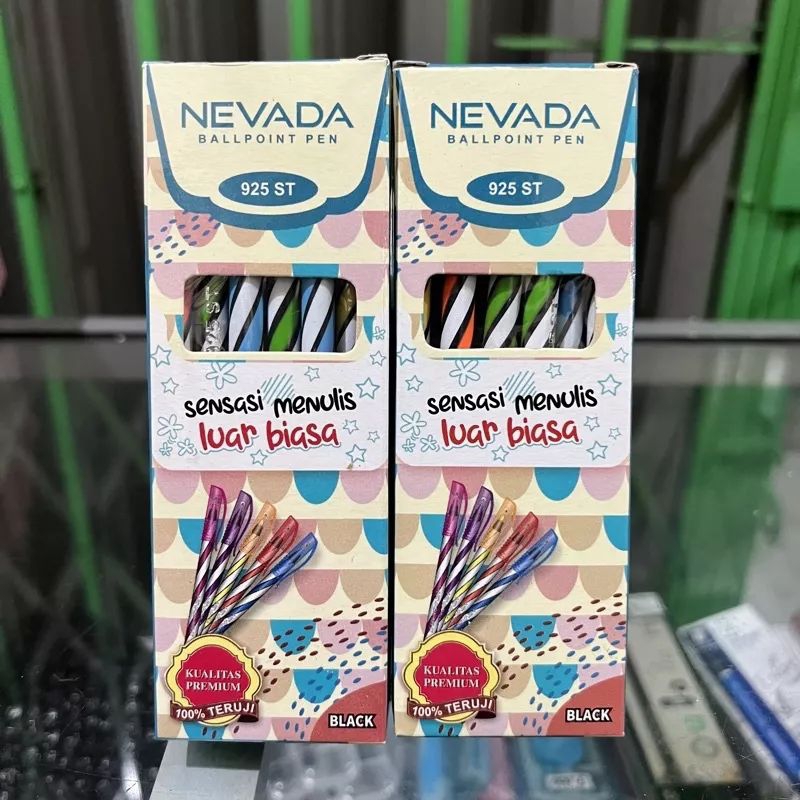 NEVADA
BALLPOINT PEN
925 ST
sensasi menulis
luar biasa
KUALITAS
PREMIUM
100% TERUJI
BLACK
NEVADA
BALLPOINT PEN
925 ST
sensasi menulis
luar biasa
KUALITAS
PREMIUM
100% TERUJI
BLACK